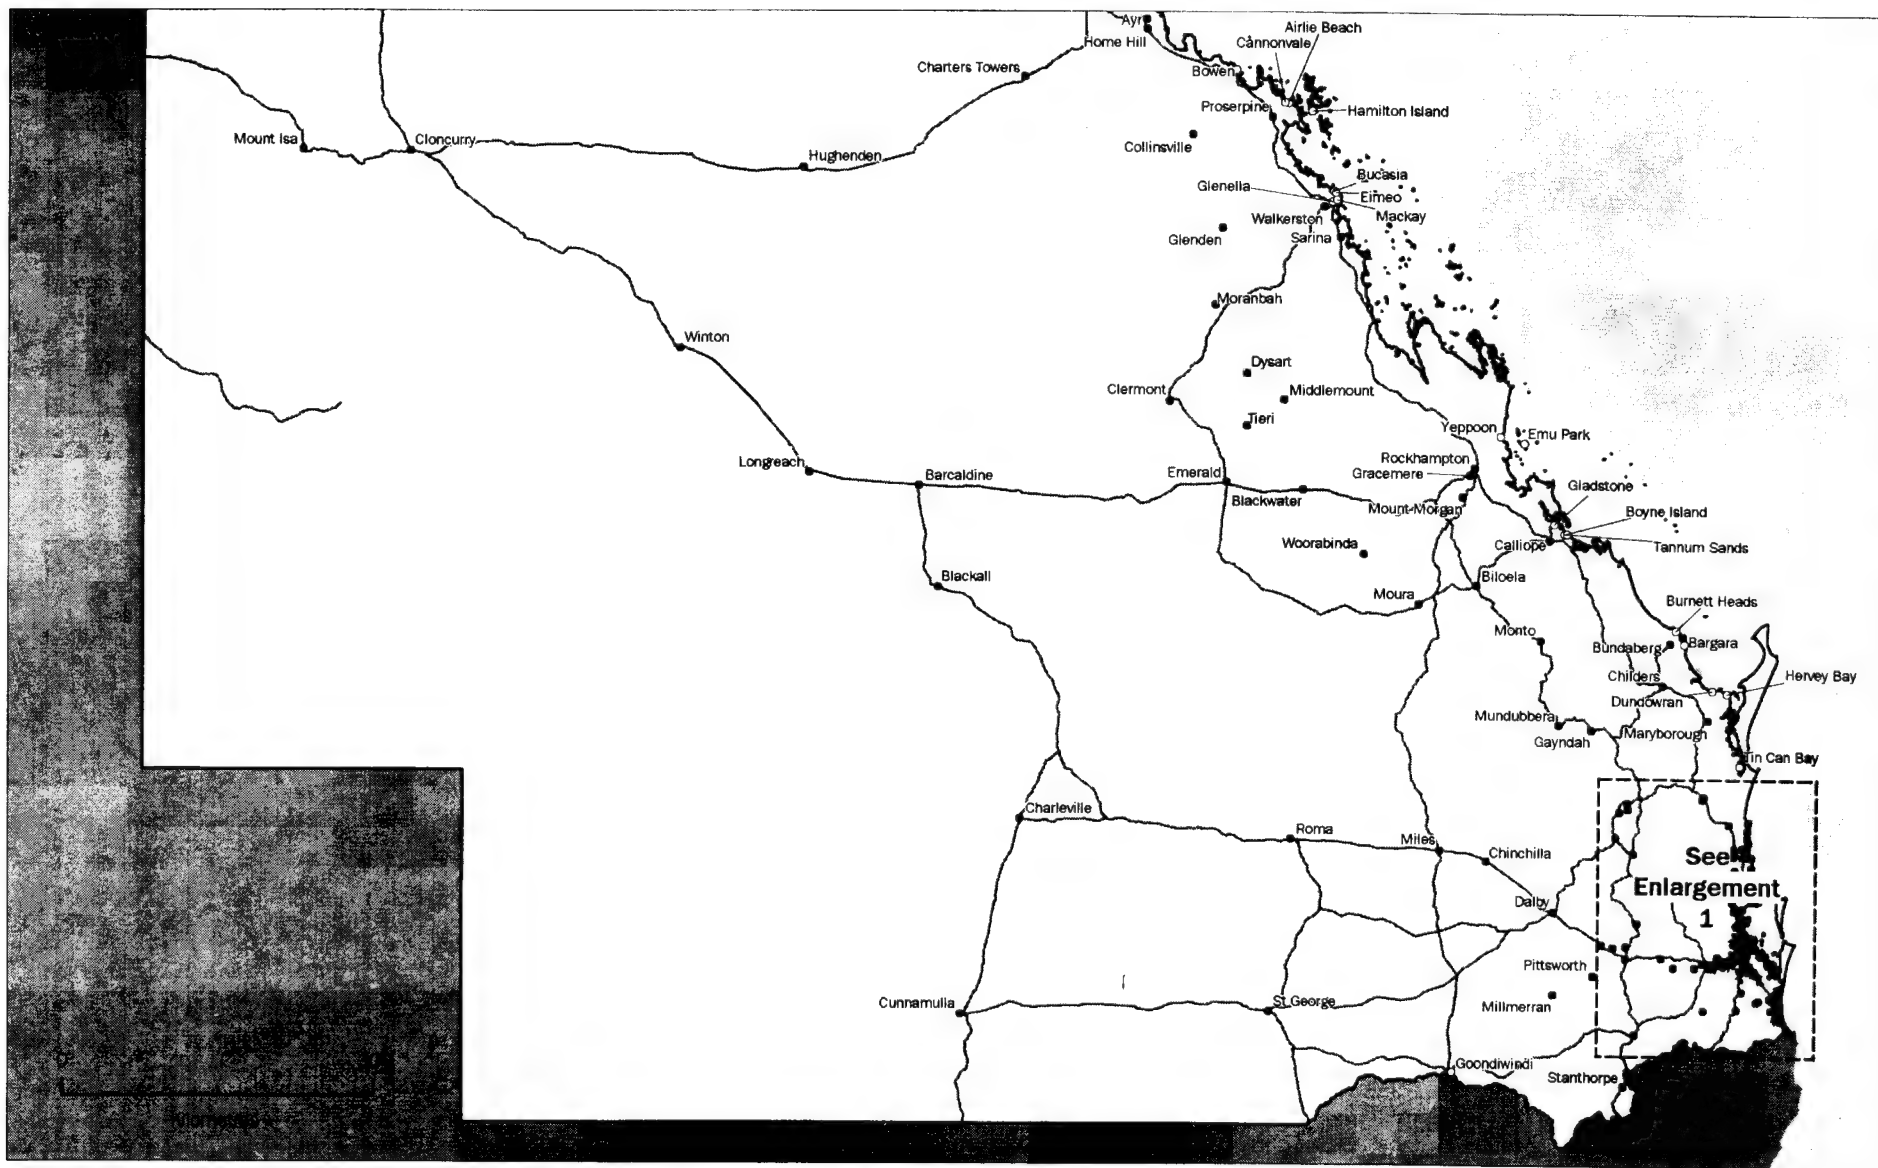 Ayr
Airlie Beach
Cannonvale
Home Hill
Charters Towers
Bowen
Proserpine
Hamilton Island
Mount Isa
Cloncurry
Collinsville
Hughenden
Bucasia
Glenella
Eimeo
Mackay
Walkerston
Glenden
Sarina
Moranbah
Winton
Dysart
Clermont
Middlemount
Tieri
Yeppoon
Emu Park
Rockhampton
Longreach
Barcaldine
Emerald
Gracemere
Gladstone
Blackwater
Mount Morgan
Boyne Island
Woorabinda
Calliope
Tannum Sands
Blackall
Biloela
Moura
Burnett Heads
Monto
Bundaberg
Bargara
Childers
Hervey Bay
Dundowran
Mundubbera
Gayndah
Maryborough
Tin Can Bay
Charleville
Roma
Miles
Chinchilla
See
Enlargement
1
Dalby
Pittsworth
Cunnamulla
St George
Millmerran
Goondiwindi
Stanthorpe